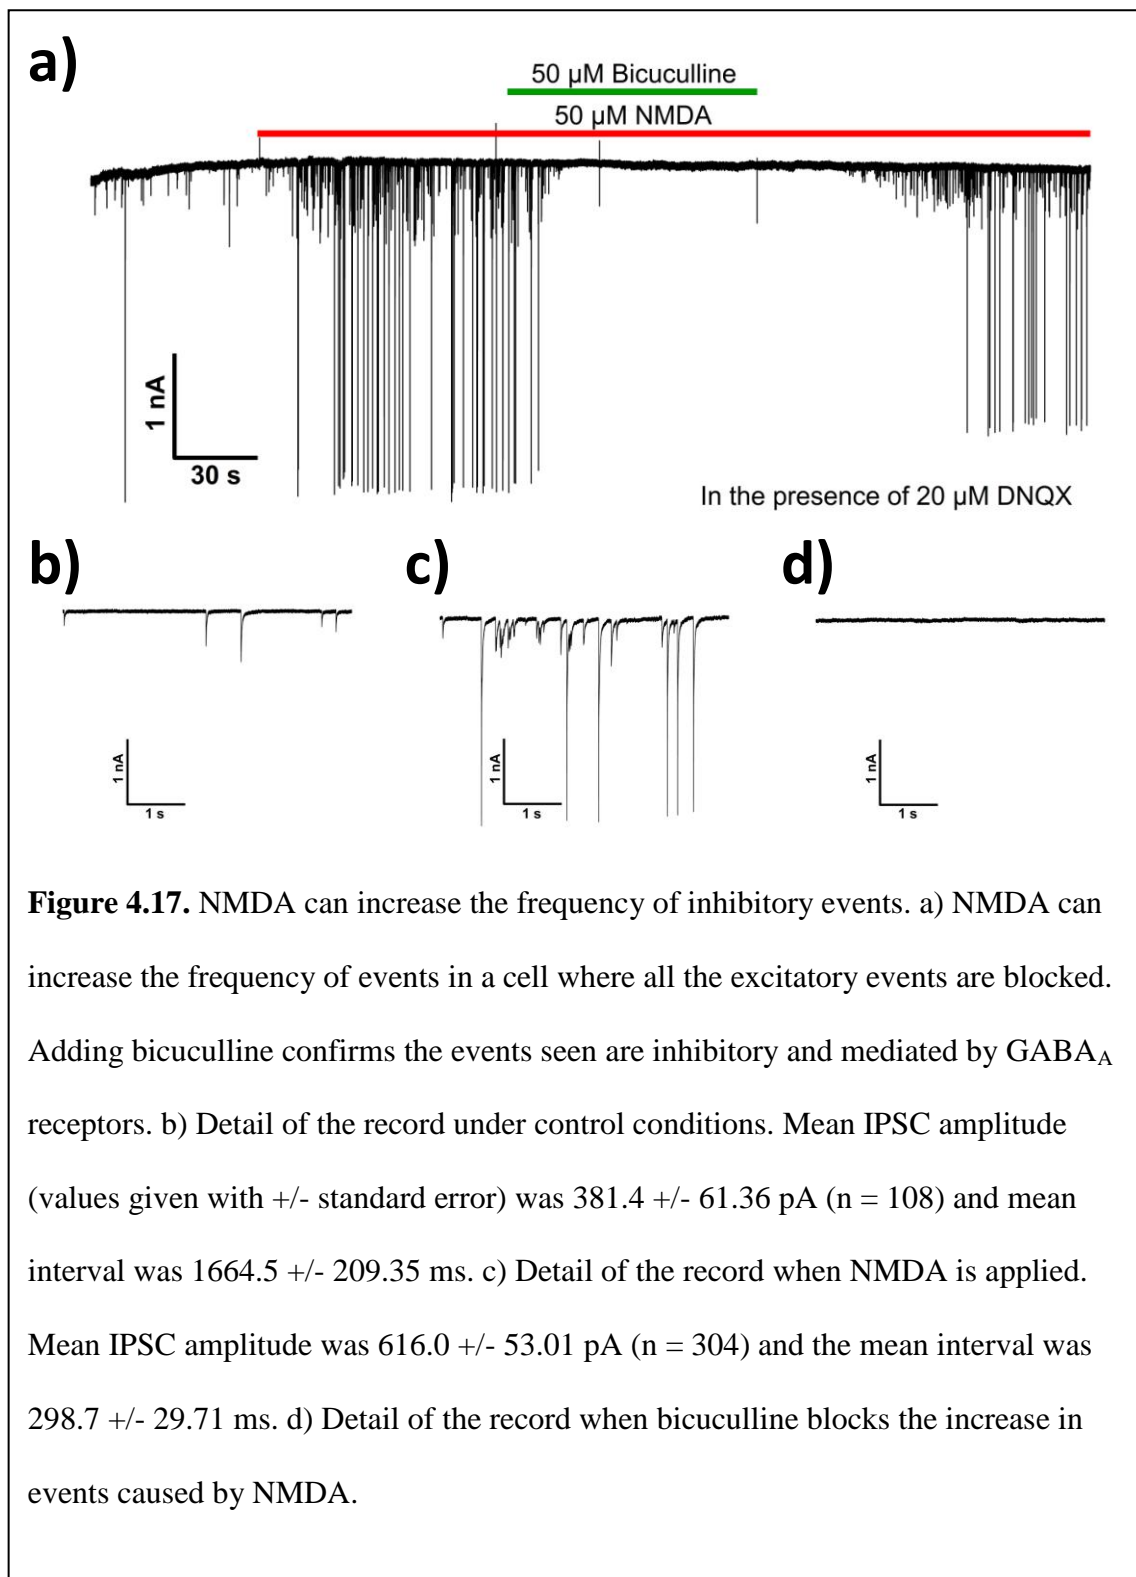 a)
50 µM Bicuculline
50 µM NMDA
1 nA
30 s
In the presence of 20 µM DNQX
b)
c)
d)
1 nA
1 s
1 nA
1 s
1 nA
1 s
Figure 4.17. NMDA can increase the frequency of inhibitory events. a) NMDA can
increase the frequency of events in a cell where all the excitatory events are blocked.
Adding bicuculline confirms the events seen are inhibitory and mediated by GABAA
receptors. b) Detail of the record under control conditions. Mean IPSC amplitude
(values given with +/- standard error) was 381.4 +/- 61.36 pA (n = 108) and mean
interval was 1664.5 +/- 209.35 ms. c) Detail of the record when NMDA is applied.
Mean IPSC amplitude was 616.0 +/- 53.01 pA (n = 304) and the mean interval was
298.7 +/- 29.71 ms. d) Detail of the record when bicuculline blocks the increase in
events caused by NMDA.